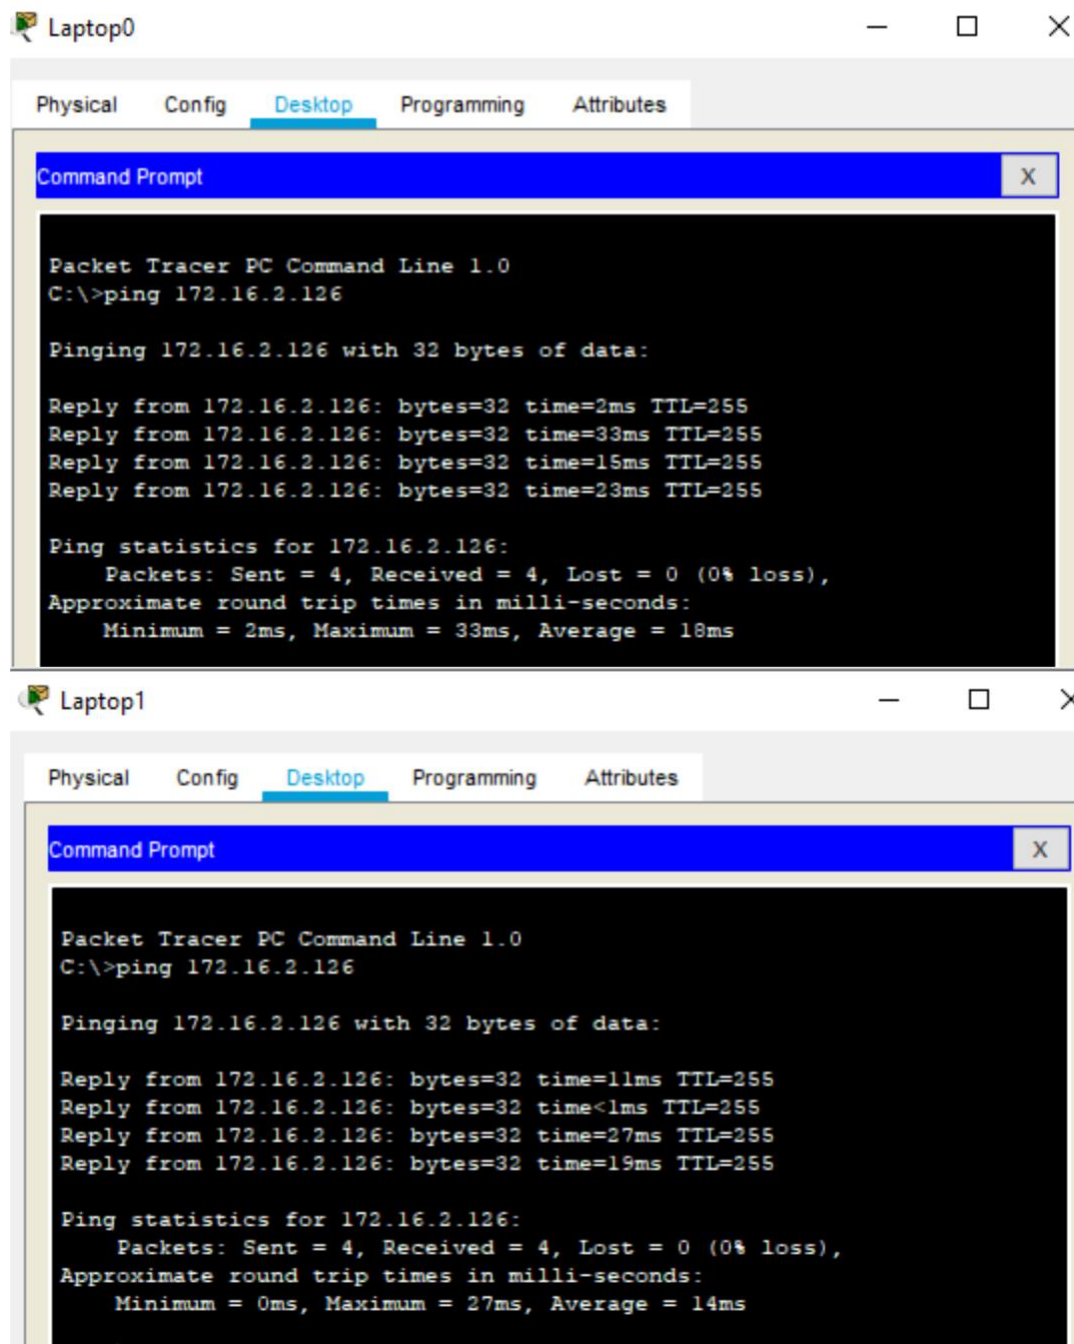 Laptop0
Physical Config Desktop Programming Attributes
Command Prompt X
Packet Tracer PC Command Line 1.0
C:\>ping 172.16.2.126
Pinging 172.16.2.126 with 32 bytes of data:
Reply from 172.16.2.126: bytes=32 time=2ms TTL=255
Reply from 172.16.2.126: bytes=32 time=33ms TTL=255
Reply from 172.16.2.126: bytes=32 time=15ms TTL=255
Reply from 172.16.2.126: bytes=32 time=23ms TTL=255
Ping statistics for 172.16.2.126:
Packets: Sent = 4, Received = 4, Lost = 0 (0% loss),
Approximate round trip times in milli-seconds:
Minimum = 2ms, Maximum = 33ms, Average = 18ms
Laptop1
Physical Config Desktop Programming Attributes
Command Prompt X
Packet Tracer PC Command Line 1.0
C:\>ping 172.16.2.126
Pinging 172.16.2.126 with 32 bytes of data:
Reply from 172.16.2.126: bytes=32 time=11ms TTL=255
Reply from 172.16.2.126: bytes=32 time<1ms TTL=255
Reply from 172.16.2.126: bytes=32 time=27ms TTL=255
Reply from 172.16.2.126: bytes=32 time=19ms TTL=255
Ping statistics for 172.16.2.126:
Packets: Sent = 4, Received = 4, Lost = 0 (0% loss),
Approximate round trip times in milli-seconds:
Minimum = 0ms, Maximum = 27ms, Average = 14ms